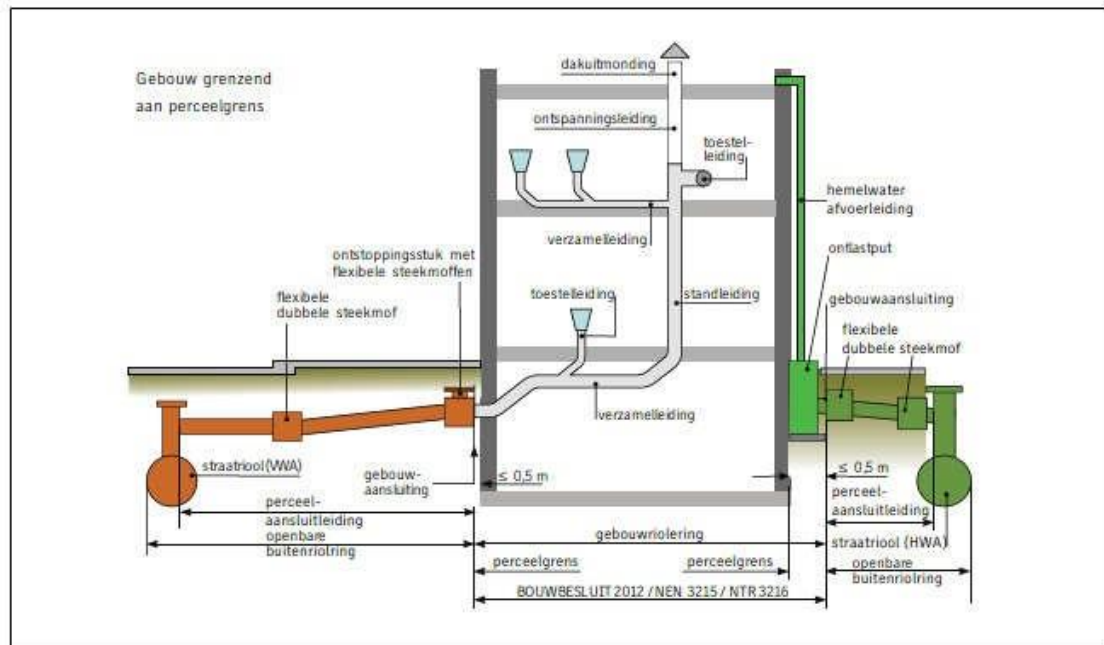 Gebouw grenzend
aan perceelgrens
dakuitmonding
ontspanningsleiding
toestel-
leiding
hemelwater
afvoerleiding
verzamelleiding
ontstoppingsstuk met
flexibele steekmoffen
ontlastput
flexibele
dubbele steekmof
toestelleiding
standleiding
gebouwaansluiting
flexibele
dubbele steekmof
verzamelleiding
straatriool (VWA)
gebouw-
aansluiting
≤ 0,5 m
≤ 0,5 m
perceel-
aansluitleiding
openbare
buitenriolring
gebouwriolering
perceel-
aansluitleiding
straatriool (HWA)
openbare
buitenriolring
perceelgrens
perceelgrens
BOUWBESLUIT 2012 / NEN 3215 / NTR 3216